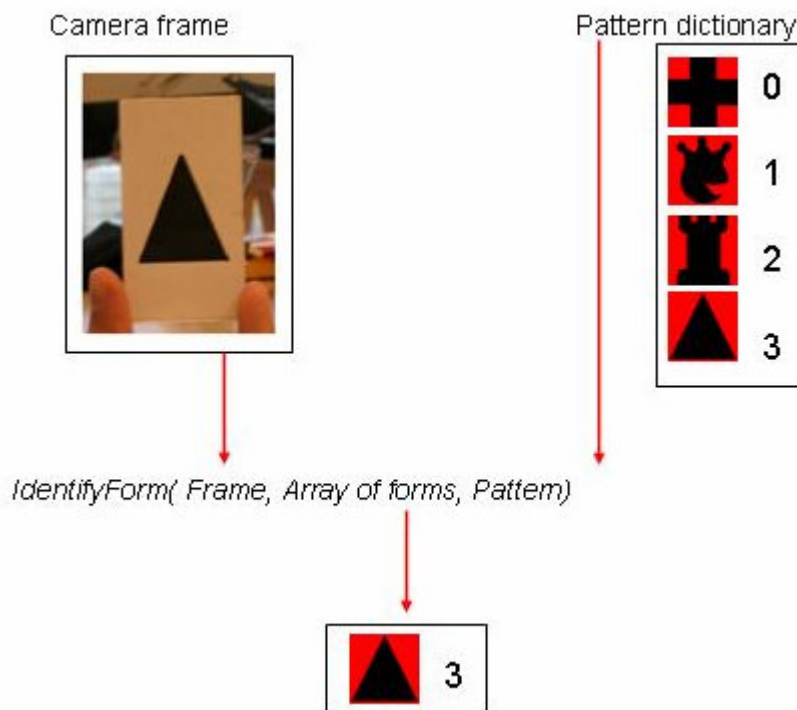 Camera frame
Pattern dictionary
0
1
2
3
IdentifyForm( Frame, Array of forms, Pattern)
3